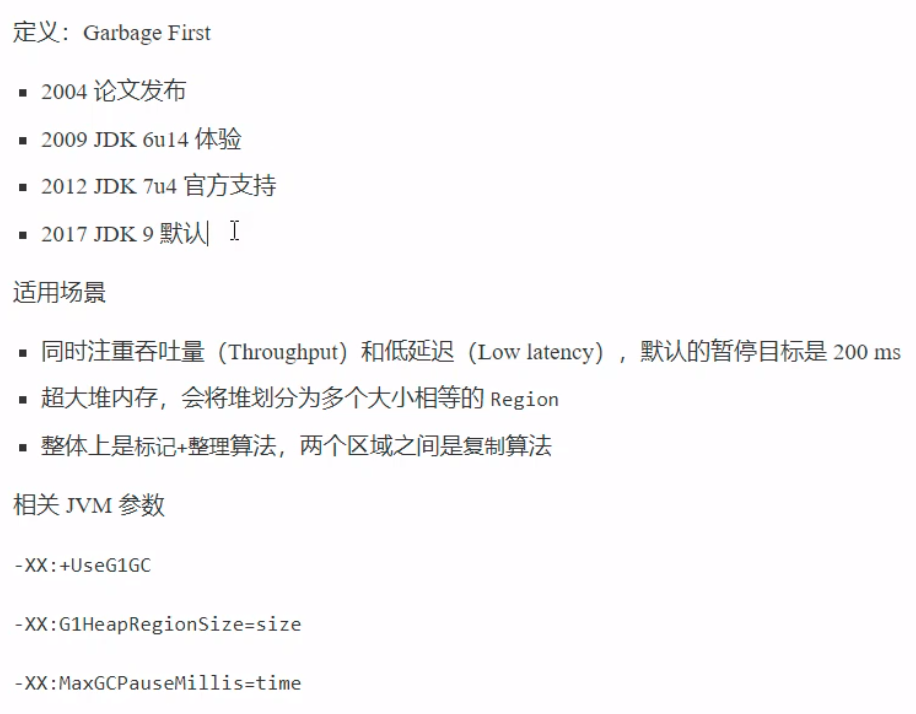 定义：Garbage First
▪ 2004 论文发布
▪ 2009 JDK 6u14 体验
▪ 2012 JDK 7u4 官方支持
▪ 2017 JDK 9 默认
适用场景
▪ 同时注重吞吐量（Throughput）和低延迟（Low latency），默认的暂停目标是 200 ms
▪ 超大堆内存，会将堆划分为多个大小相等的 Region
▪ 整体上是标记+整理算法，两个区域之间是复制算法
相关 JVM 参数
-XX:+UseG1GC
-XX:G1HeapRegionSize=size
-XX:MaxGCPauseMillis=time